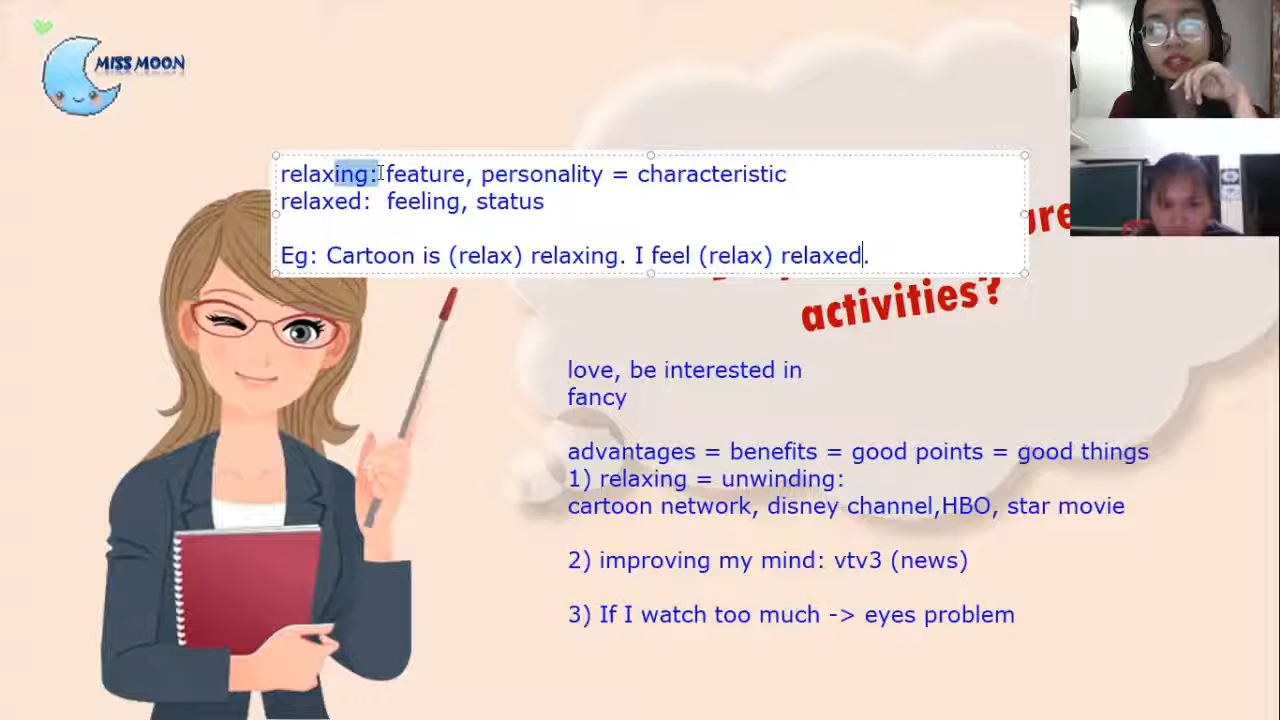 MISS MOON
relaxing: feature, personality = characteristic
relaxed:  feeling, status
Eg: Cartoon is (relax) relaxing. I feel (relax) relaxed.
activities?
love, be interested in
fancy
advantages = benefits = good points = good things
1) relaxing = unwinding:
cartoon network, disney channel,HBO, star movie
2) improving my mind: vtv3 (news)
3) If I watch too much -> eyes problem